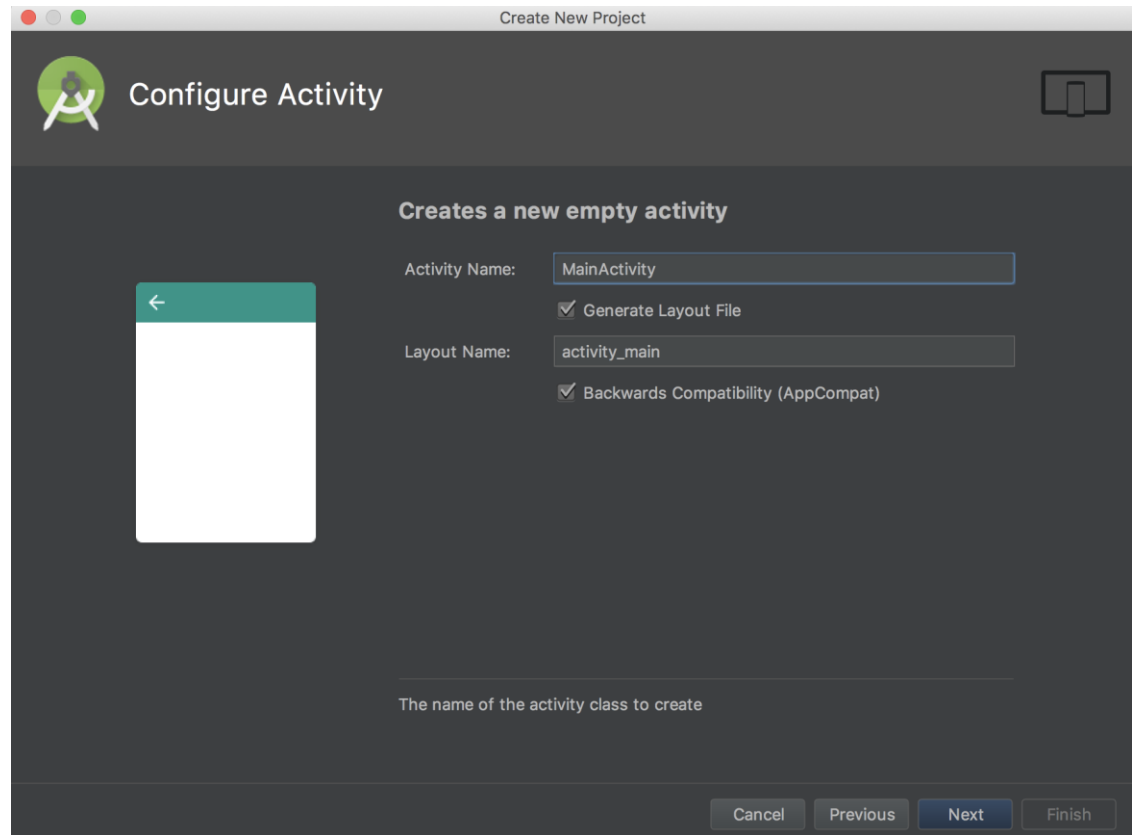 Create New Project
Configure Activity
Creates a new empty activity
Activity Name: MainActivity
Generate Layout File
Layout Name: activity_main
Backwards Compatibility (AppCompat)
The name of the activity class to create
Cancel Previous Next Finish